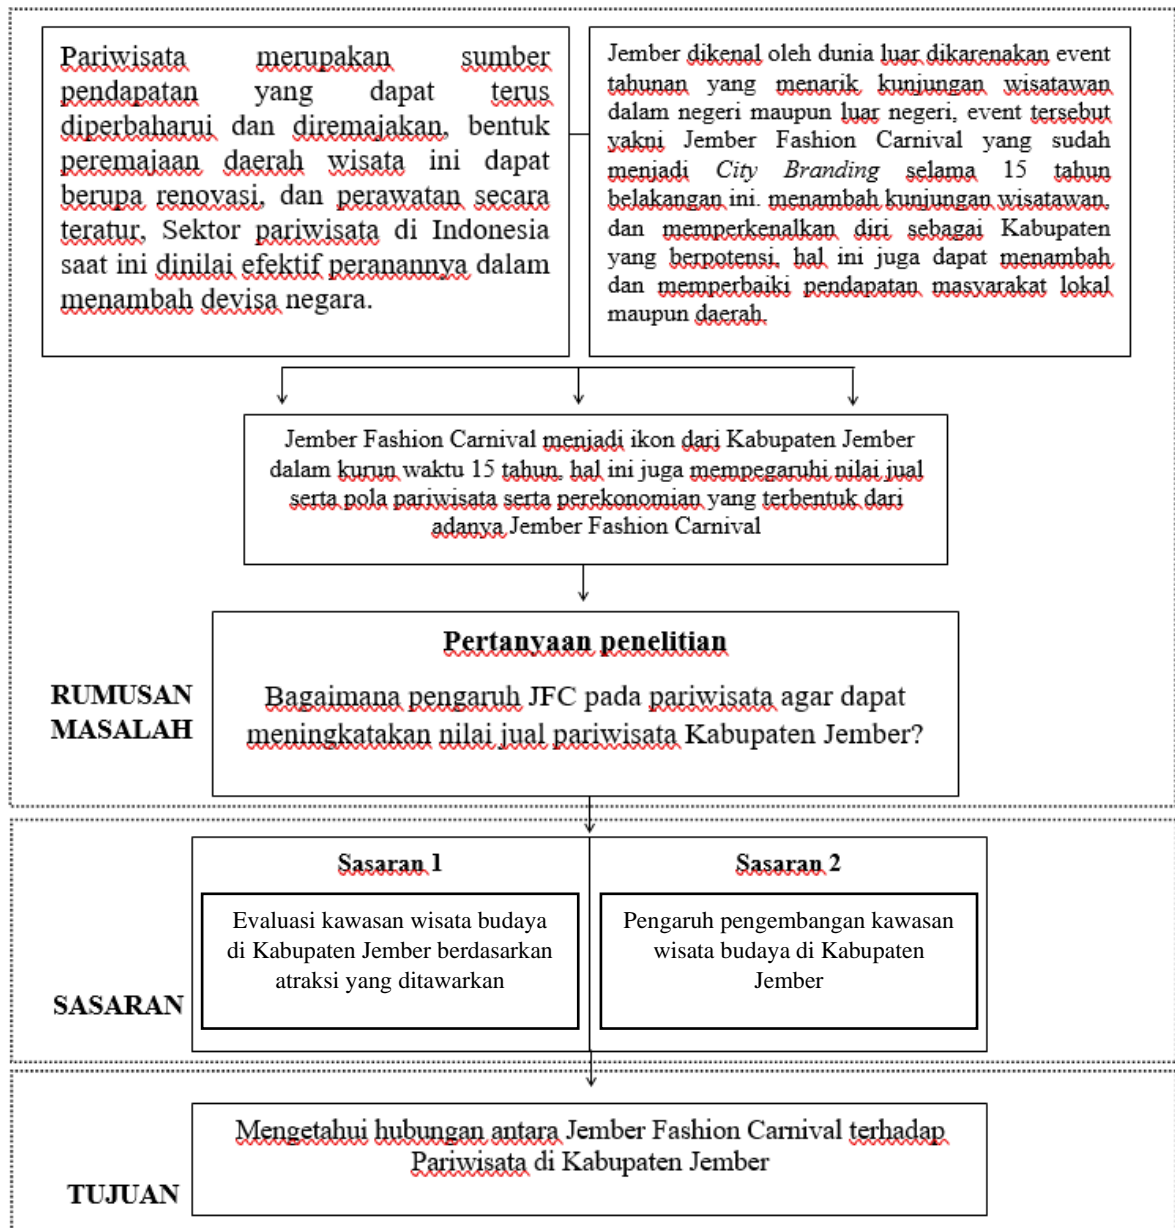 Pariwisata merupakan sumber
pendapatan yang dapat terus
diperbaharui dan diremajakan, bentuk
peremajaan daerah wisata ini dapat
berupa renovasi, dan perawatan secara
teratur, Sektor pariwisata di Indonesia
saat ini dinilai efektif peranannya dalam
menambah devisa negara.
Jember dikenal oleh dunia luar dikarenakan event
tahunan yang menarik kunjungan wisatawan
dalam negeri maupun luar negeri, event tersebut
yakni Jember Fashion Carnival yang sudah
menjadi City Branding selama 15 tahun
belakangan ini. menambah kunjungan wisatawan,
dan memperkenalkan diri sebagai Kabupaten
yang berpotensi, hal ini juga dapat menambah
dan memperbaiki pendapatan masyarakat lokal
maupun daerah.
Jember Fashion Carnival menjadi ikon dari Kabupaten Jember
dalam kurun waktu 15 tahun, hal ini juga mempegaruhi nilai jual
serta pola pariwisata serta perekonomian yang terbentuk dari
adanya Jember Fashion Carnival
Pertanyaan penelitian
Bagaimana pengaruh JFC pada pariwisata agar dapat
meningkatakan nilai jual pariwisata Kabupaten Jember?
RUMUSAN
MASALAH
Sasaran 1
Evaluasi kawasan wisata budaya
di Kabupaten Jember berdasarkan
atraksi yang ditawarkan
Sasaran 2
Pengaruh pengembangan kawasan
wisata budaya di Kabupaten
Jember
SASARAN
Mengetahui hubungan antara Jember Fashion Carnival terhadap
Pariwisata di Kabupaten Jember
TUJUAN